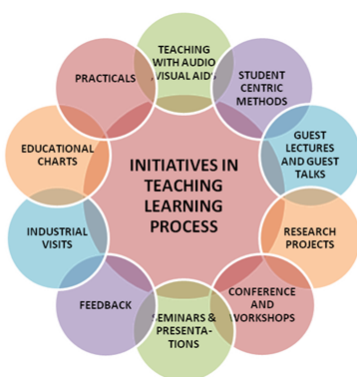 TEACHING
WITH AUDIO
VISUAL AIDS
STUDENT
CENTRIC
METHODS
GUEST
LECTURES
AND GUEST
TALKS
RESEARCH
PROJECTS
CONFERENCE
AND
WORKSHOPS
SEMINARS &
PRESENTA-
TIONS
FEEDBACK
INDUSTRIAL
VISITS
EDUCATIONAL
CHARTS
PRACTICALS
INITIATIVES IN
TEACHING
LEARNING
PROCESS